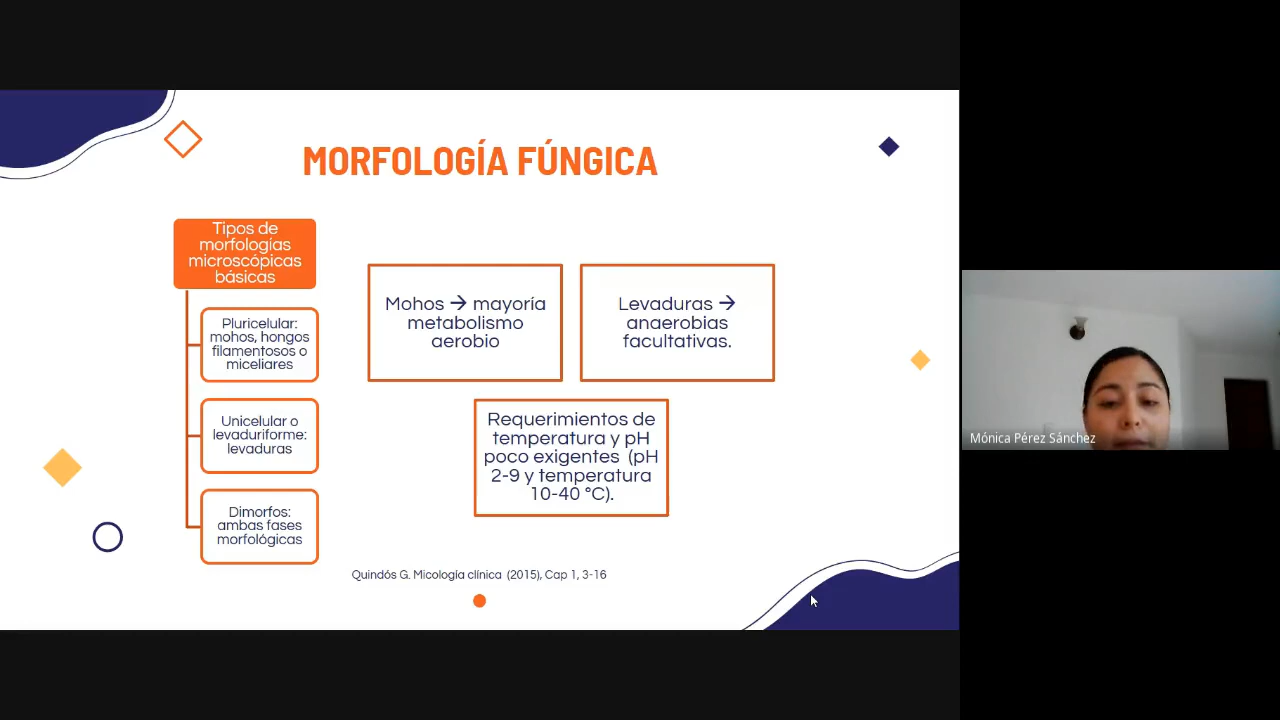 MORFOLOGÍA FÚNGICA
Tipos de
morfologías
microscópicas
básicas
Pluricelular:
mohos, hongos
filamentosos o
miceliares
Unicelular o
levaduriforme:
levaduras
Dimorfos:
ambas fases
morfológicas
Mohos → mayoría
metabolismo
aerobio
Levaduras →
anaerobias
facultativas.
Requerimientos de
temperatura y pH
poco exigentes (pH
2-9 y temperatura
10-40 °C).
Quindós G. Micología clínica (2015), Cap 1, 3-16
Mónica Pérez Sánchez